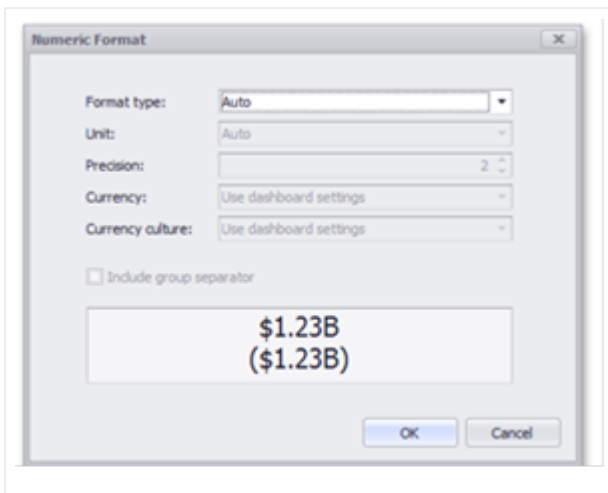 Numeric Format
Format type: Auto
Unit: Auto
Precision: 2
Currency: Use dashboard settings
Currency culture: Use dashboard settings
Include group separator
$1.23B
($1.23B)
OK Cancel